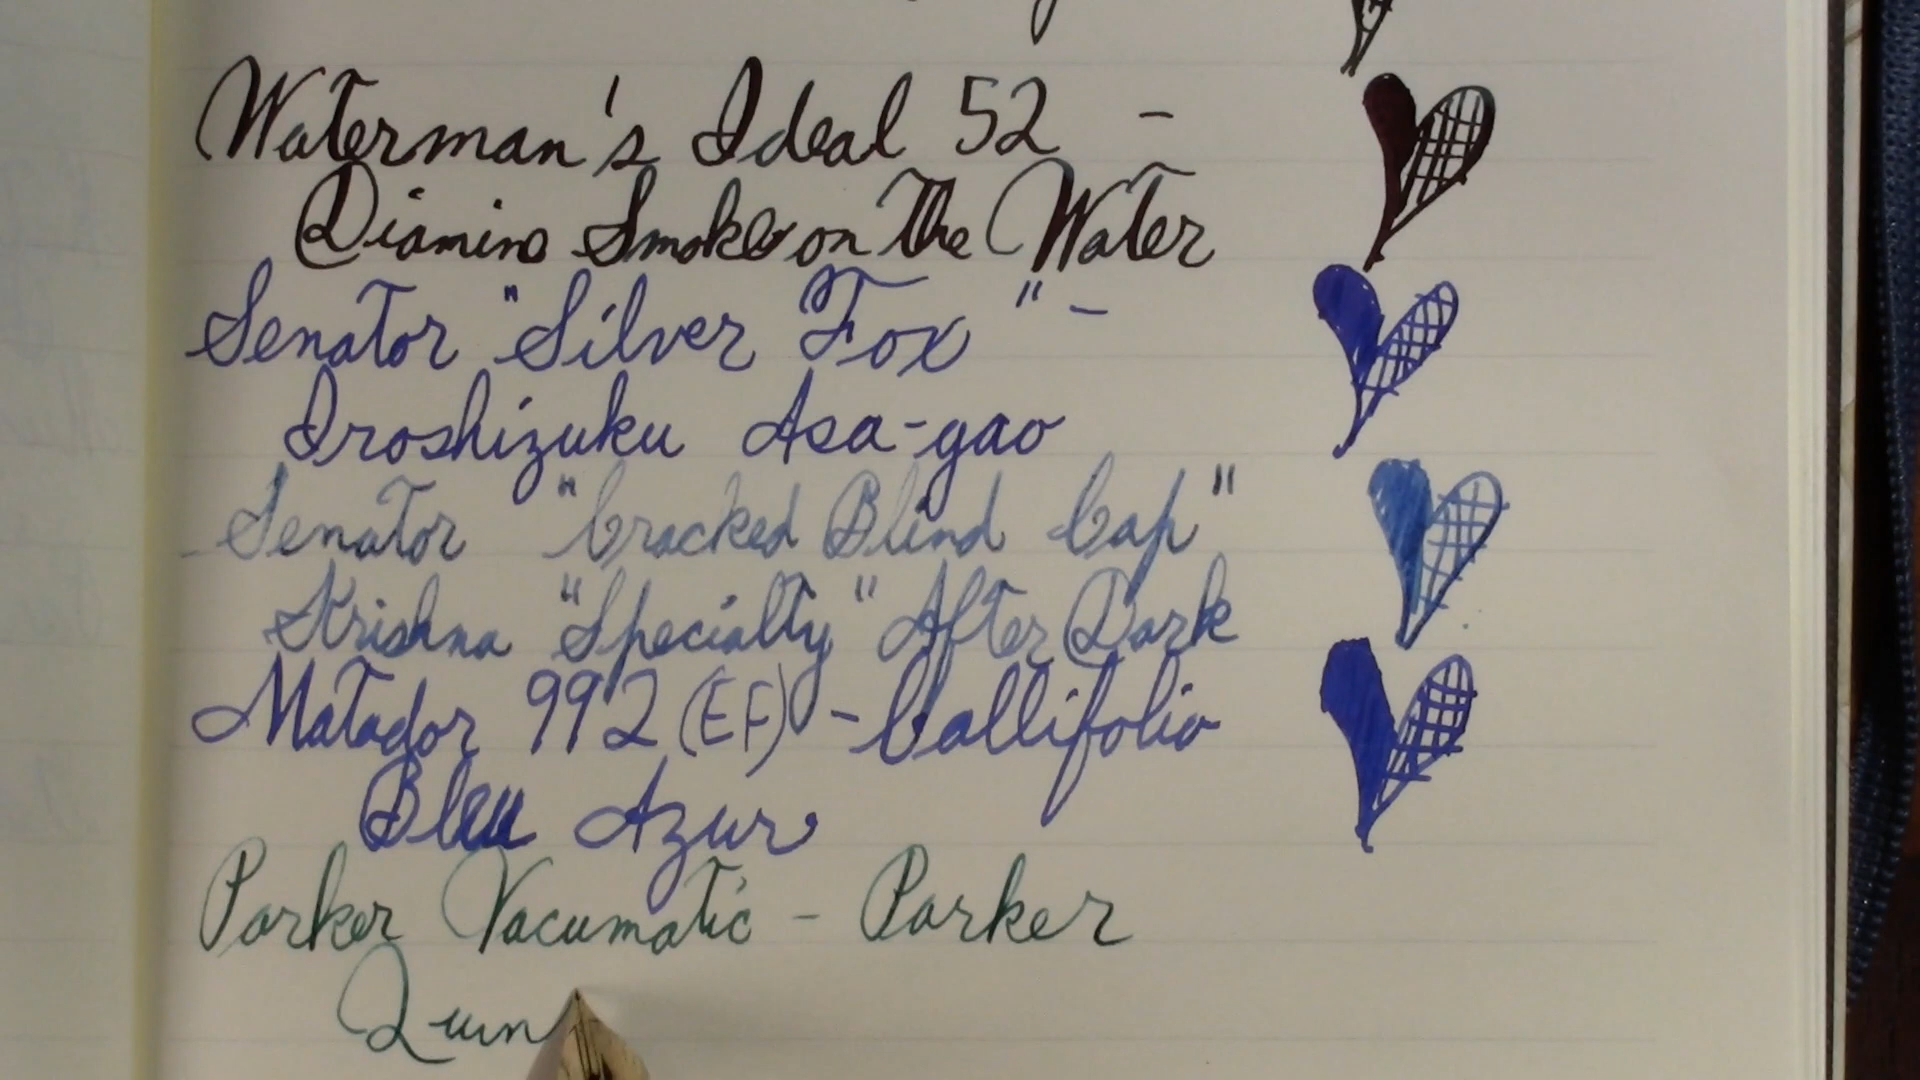 Waterman's Ideal 52 -
Diamine Smoke on the Water
Senator "Silver Fox" -
Iroshizuku Asa-gao
Senator "Cracked Blind Cap"
Krishna "Specialty" After Dark
Matador 992 (EF) - Callifolio
Bleu Azur
Parker Vacumatic - Parker
Quin